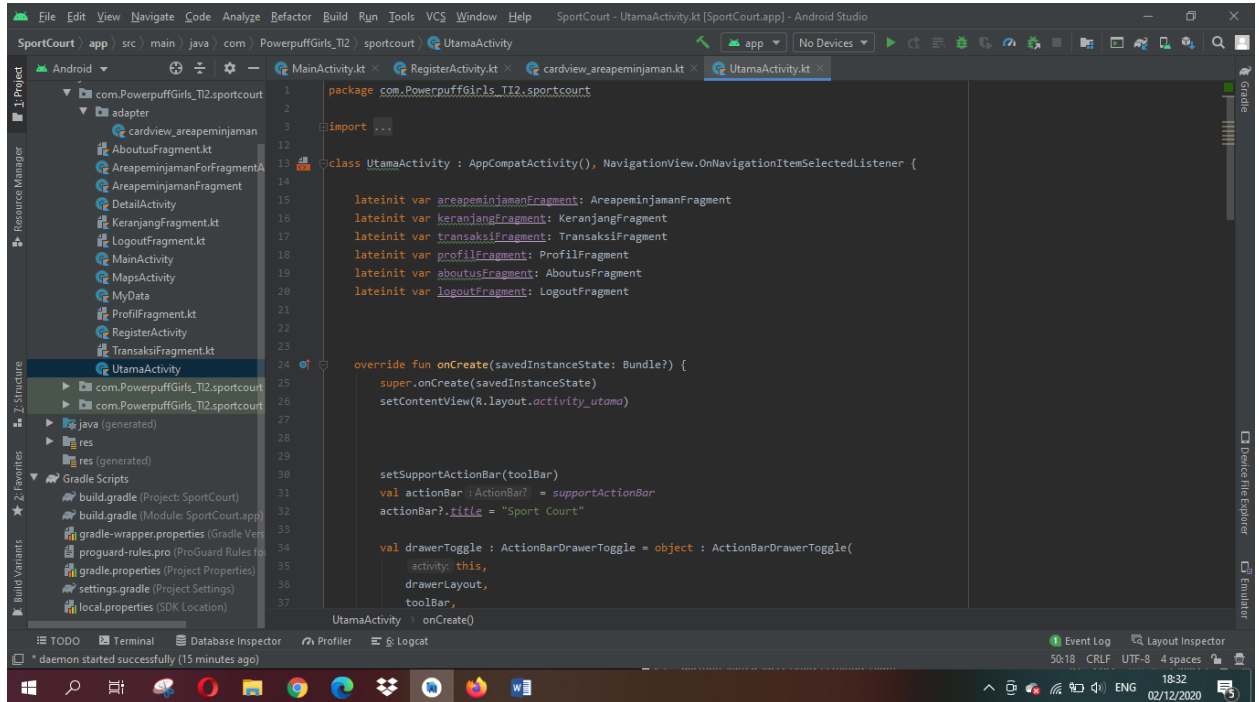 File Edit View Navigate Code Analyze Refactor Build Run Tools VCS Window Help SportCourt - UtamaActivity.kt [SportCourt.app] - Android Studio
SportCourt app src main java com PowerpuffGirls_TI2 sportcourt UtamaActivity app No Devices
Android MainActivity.kt RegisterActivity.kt cardview_areapeminjaman.kt UtamaActivity.kt
1: Project
Resource Manager
Z: Structure
2: Favorites
Build Variants
com.PowerpuffGirls_TI2.sportcourt
adapter
cardview_areapeminjaman
AboutusFragment.kt
AreapeminjamanForFragmentA
AreapeminjamanFragment
DetailActivity
KeranjangFragment.kt
LogoutFragment.kt
MainActivity
MapsActivity
MyData
ProfilFragment.kt
RegisterActivity
TransaksiFragment.kt
UtamaActivity
com.PowerpuffGirls_TI2.sportcourt
com.PowerpuffGirls_TI2.sportcourt
java (generated)
res
res (generated)
Gradle Scripts
build.gradle (Project: SportCourt)
build.gradle (Module: SportCourt.app)
gradle-wrapper.properties (Gradle Vers
proguard-rules.pro (ProGuard Rules fo
gradle.properties (Project Properties)
settings.gradle (Project Settings)
local.properties (SDK Location)
1 package com.PowerpuffGirls_TI2.sportcourt
2
3 import ...
12
13 class UtamaActivity : AppCompatActivity(), NavigationView.OnNavigationItemSelectedListener {
14
15 lateinit var areapeminjamanFragment: AreapeminjamanFragment
16 lateinit var keranjangFragment: KeranjangFragment
17 lateinit var transaksiFragment: TransaksiFragment
18 lateinit var profilFragment: ProfilFragment
19 lateinit var aboutusFragment: AboutusFragment
20 lateinit var logoutFragment: LogoutFragment
21
22
23
24 override fun onCreate(savedInstanceState: Bundle?) {
25 super.onCreate(savedInstanceState)
26 setContentView(R.layout.activity_utama)
27
28
29
30 setSupportActionBar(toolBar)
31 val actionBar : ActionBar? = supportActionBar
32 actionBar?.title = "Sport Court"
33
34 val drawerToggle : ActionBarDrawerToggle = object : ActionBarDrawerToggle(
35 activity: this,
36 drawerLayout,
37 toolBar,
UtamaActivity onCreate()
Gradle
Device File Explorer
Emulator
TODO Terminal Database Inspector Profiler 6: Logcat 1 Event Log Layout Inspector
* daemon started successfully (15 minutes ago) 50:18 CRLF UTF-8 4 spaces
ENG 18:32
02/12/2020 5